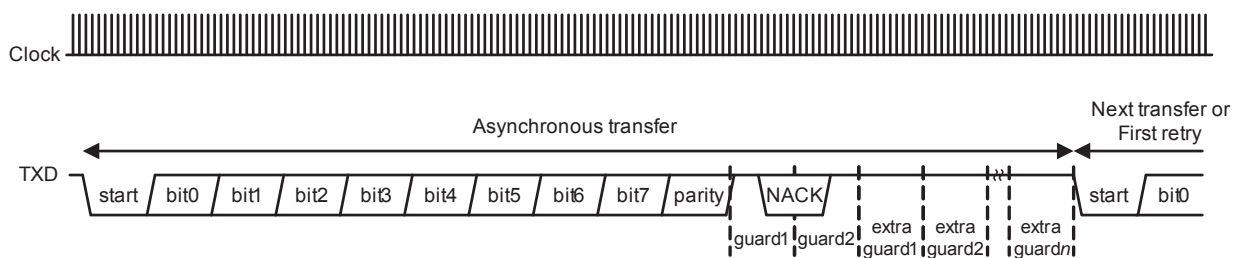 Clock
Next transfer or
First retry
Asynchronous transfer
TXD
start bit0 bit1 bit2 bit3 bit4 bit5 bit6 bit7 parity NACK start bit0
guard1 guard2 extra guard1 extra guard2 extra guardn